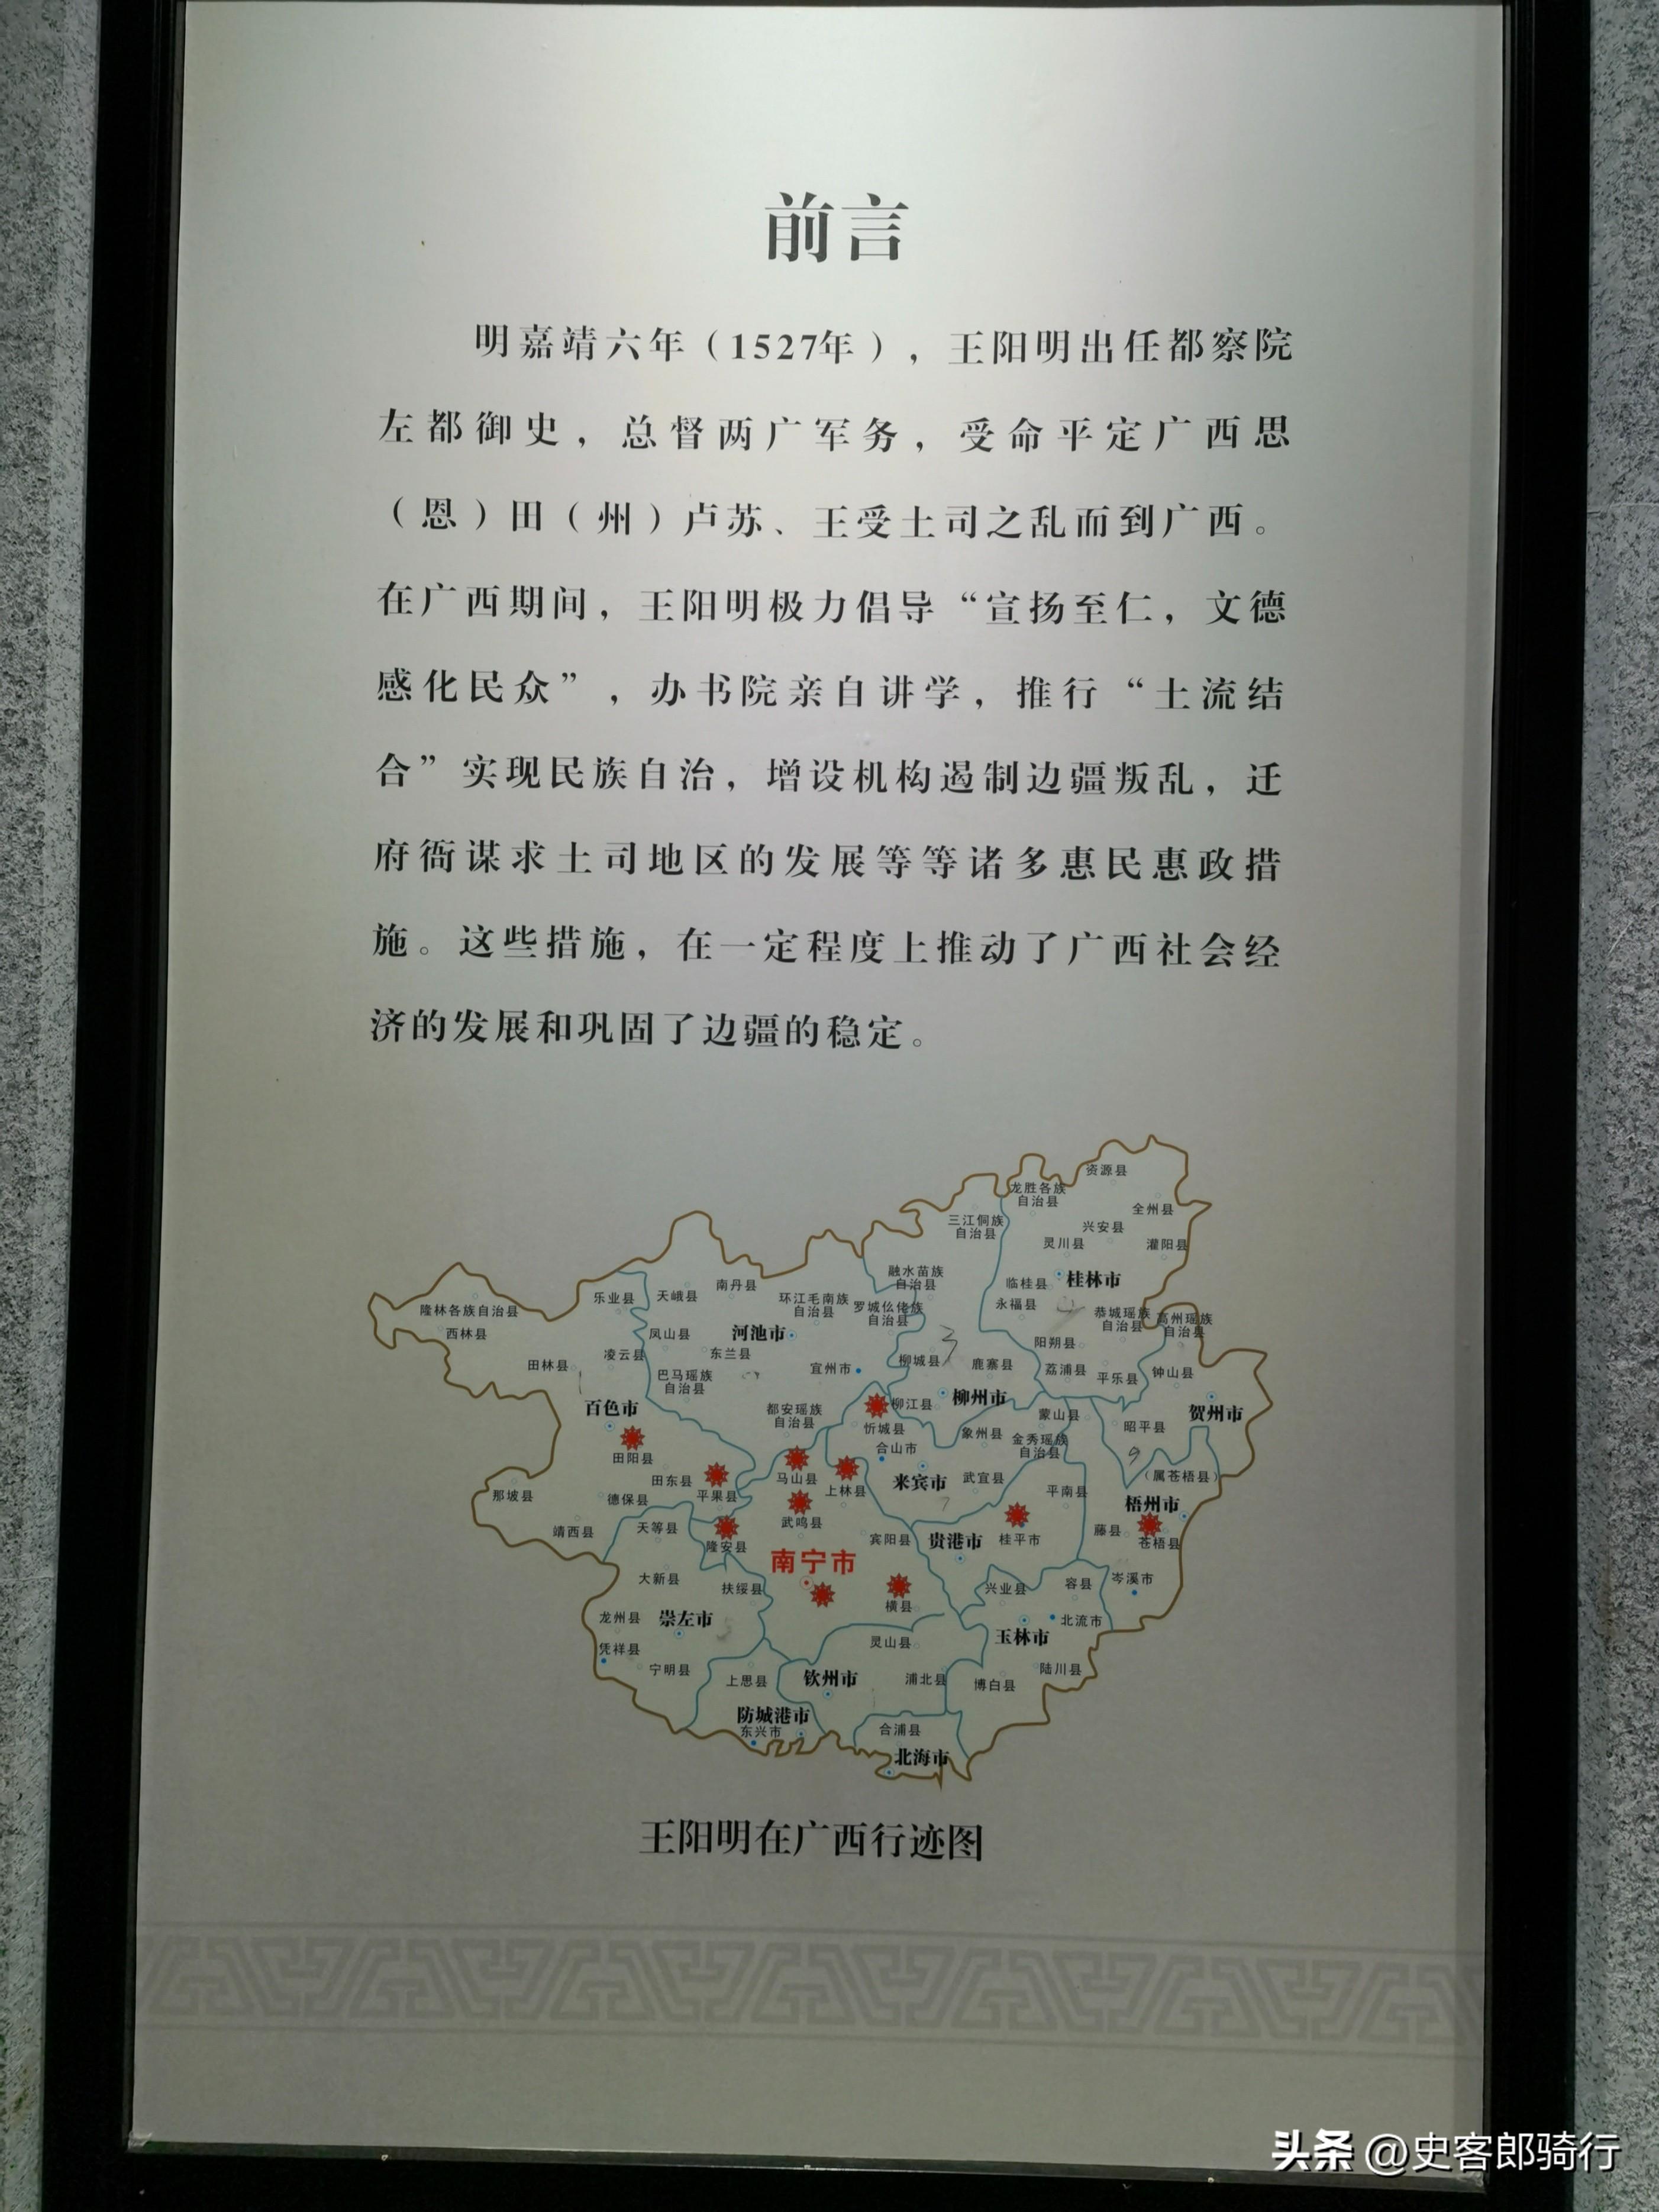 前言
明嘉靖六年（1527年），王阳明出任都察院
左都御史，总督两广军务，受命平定广西思
（恩）田（州）卢苏、王受土司之乱而到广西。
在广西期间，王阳明极力倡导“宣扬至仁，文德
感化民众”，办书院亲自讲学，推行“土流结
合”实现民族自治，增设机构遏制边疆叛乱，迁
府衙谋求土司地区的发展等等诸多惠民惠政措
施。这些措施，在一定程度上推动了广西社会经
济的发展和巩固了边疆的稳定。
资源县
龙胜各族
自治县
全州县
三江侗族
自治县
兴安县
灵川县
灌阳县
融水苗族
自治县
临桂县
桂林市
南丹县
天峨县
乐业县
环江毛南族
自治县
罗城仫佬族
自治县
永福县
恭城瑶族
自治县
高州瑶族
自治县
隆林各族自治县
西林县
凤山县
河池市
阳朔县
田林县
凌云县
东兰县
巴马瑶族
自治县
宜州市
柳城县
3
鹿寨县
荔浦县
平乐县
钟山县
百色市
都安瑶族
自治县
柳江县
柳州市
忻城县
蒙山县
贺州市
昭平县
象州县
金秀瑶族
自治县
合山市
9
田阳县
田东县
平果县
马山县
上林县
来宾市
武宣县
（属苍梧县）
平南县
那坡县
德保县
7
梧州市
靖西县
天等县
武鸣县
藤县
苍梧县
隆安县
宾阳县
贵港市
桂平市
南宁市
大新县
扶绥县
横县
兴业县
容县
岑溪市
龙州县
崇左市
5
北流市
凭祥县
灵山县
玉林市
宁明县
上思县
钦州市
浦北县
博白县
陆川县
防城港市
东兴市
合浦县
北海市
王阳明在广西行迹图
头条 @史客郎骑行